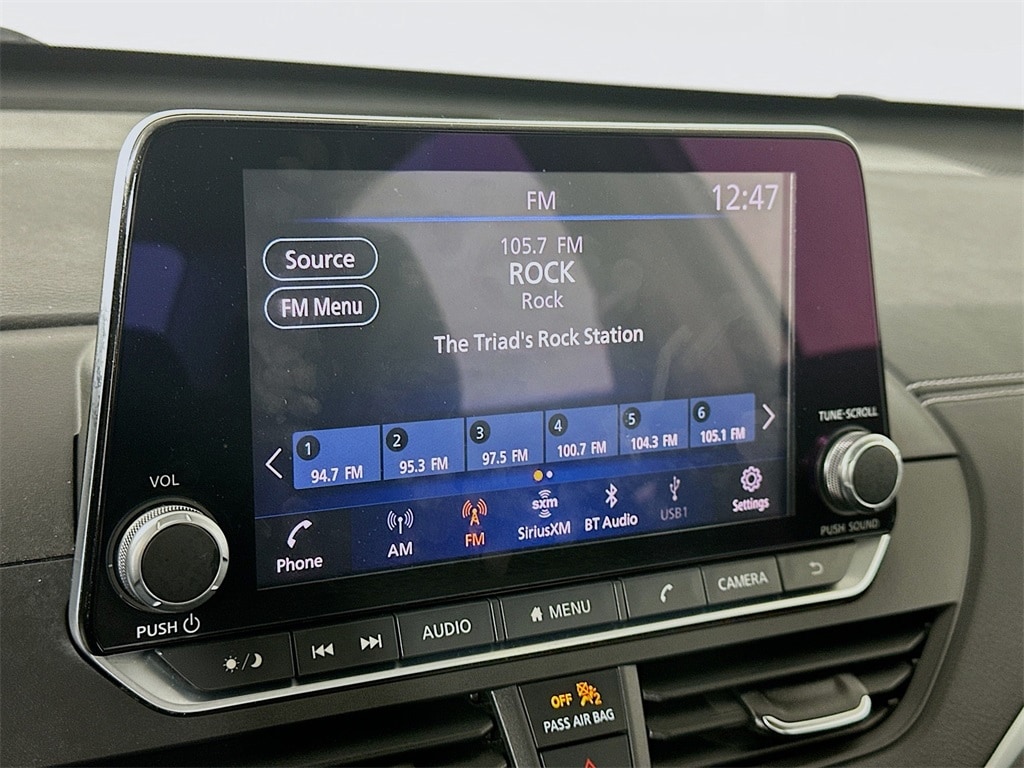 FM
12:47
Source
FM Menu
105.7 FM
ROCK
Rock
The Triad's Rock Station
1
94.7 FM
2
95.3 FM
3
97.5 FM
4
100.7 FM
5
104.3 FM
6
105.1 FM
Phone
AM
FM
sxm
SiriusXM
BT Audio
USB1
Settings
VOL
PUSH
TUNE-SCROLL
PUSH SOUND
AUDIO
MENU
CAMERA
OFF
2
PASS AIR BAG